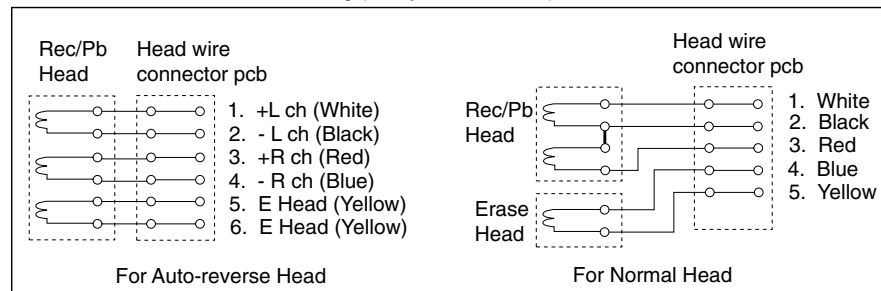 Rec/Pb Head
Head wire connector pcb
1. +L ch (White)
2. - L ch (Black)
3. +R ch (Red)
4. - R ch (Blue)
5. E Head (Yellow)
6. E Head (Yellow)
For Auto-reverse Head
Head wire connector pcb
Rec/Pb Head
Erase Head
1. White
2. Black
3. Red
4. Blue
5. Yellow
For Normal Head